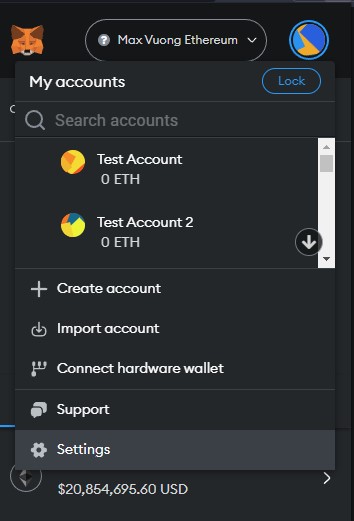 Max Vuong Ethereum
My accounts
Lock
Search accounts
Test Account
0 ETH
Test Account 2
0 ETH
Create account
Import account
Connect hardware wallet
Support
Settings
$20,854,695.60 USD